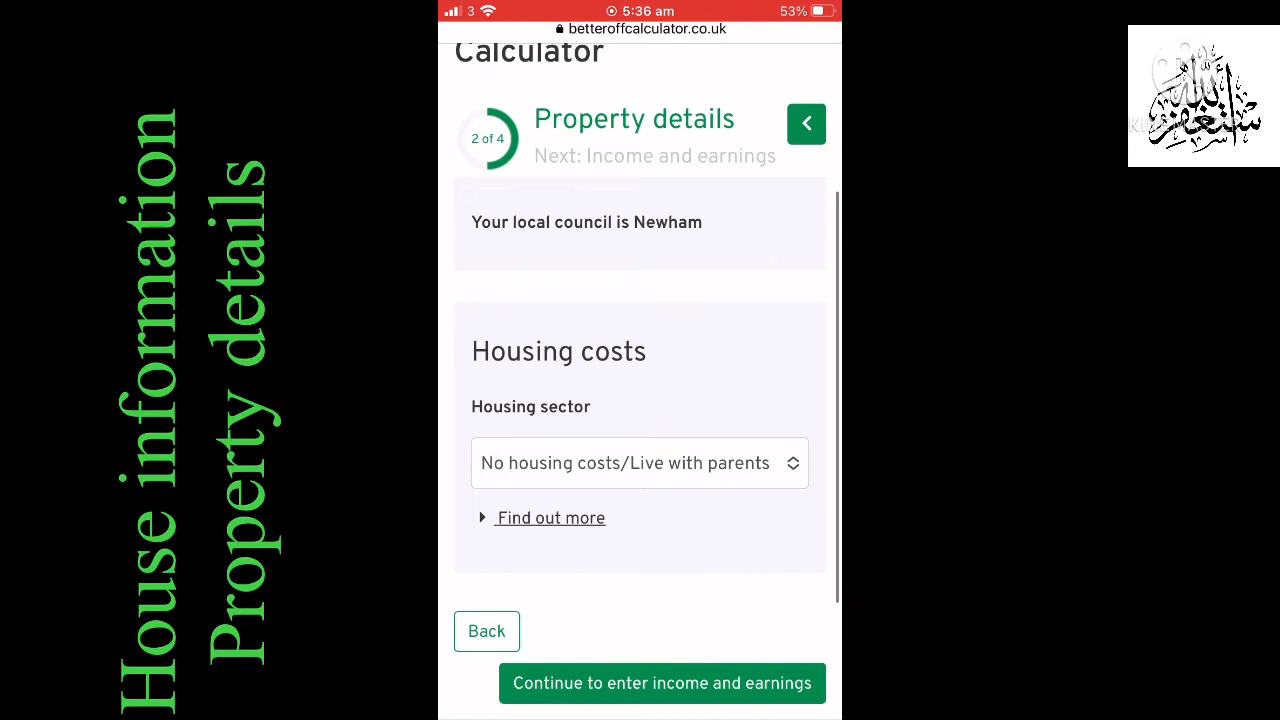 House information
Property details
3 5:36 am 53%
betteroffcalculator.co.uk
Calculator
2 of 4
Property details
Next: Income and earnings
Your local council is Newham
Housing costs
Housing sector
No housing costs/Live with parents
Find out more
Back
Continue to enter income and earnings
أستغفر الله